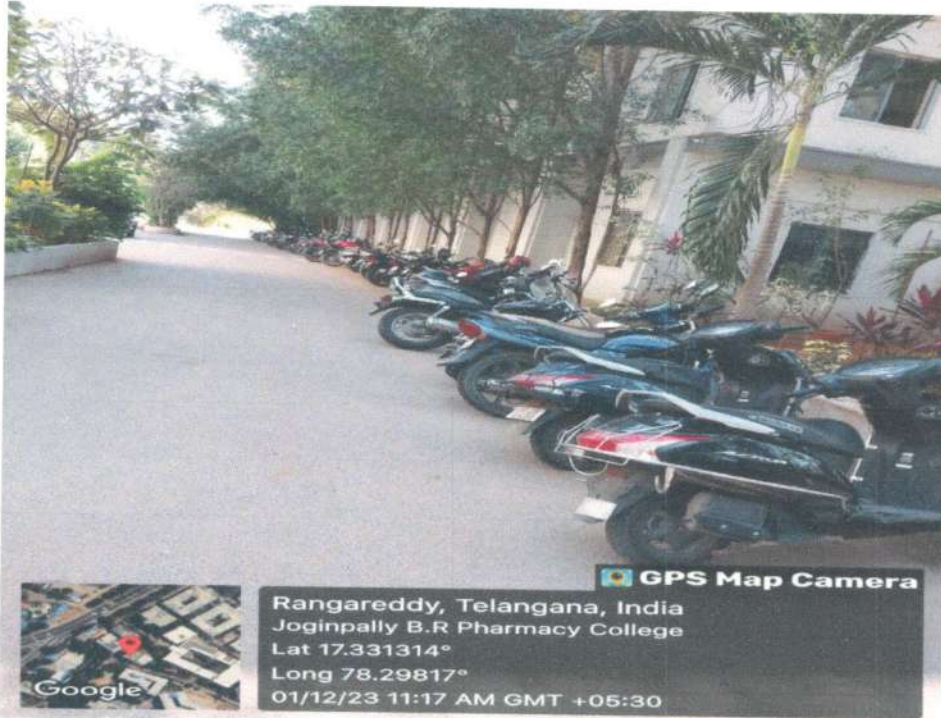 GPS Map Camera
Rangareddy, Telangana, India
Joginpally B.R Pharmacy College
Lat 17.331314°
Long 78.29817°
01/12/23 11:17 AM GMT +05:30
Google